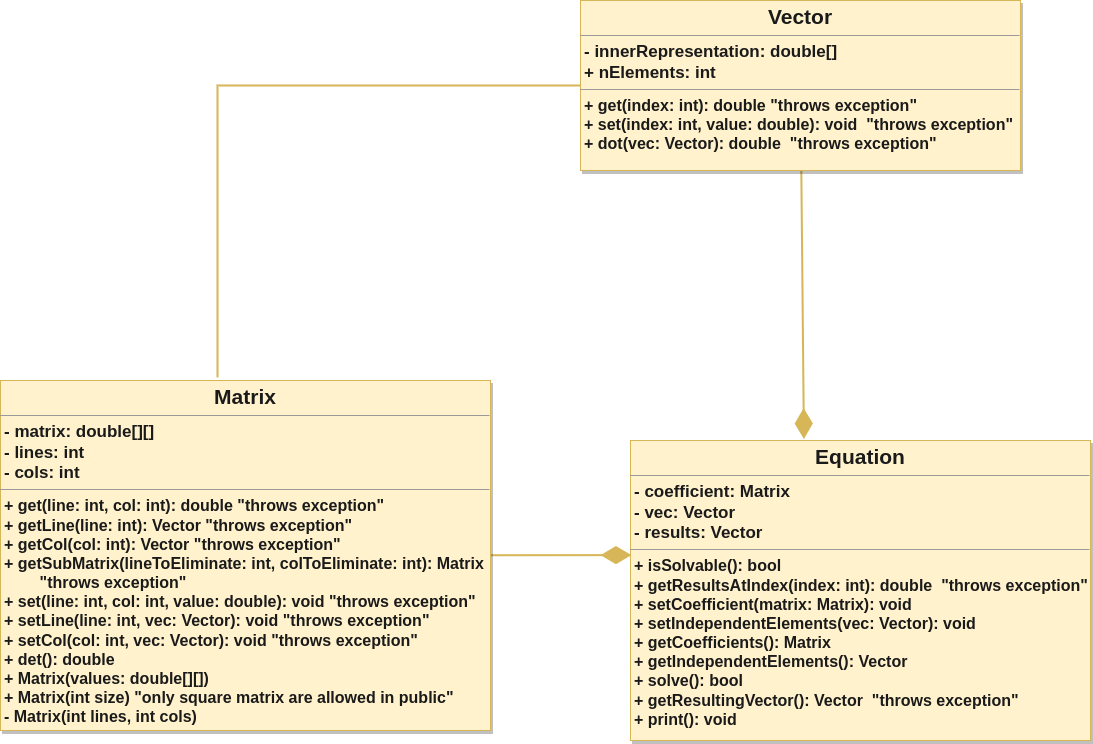 Vector
- innerRepresentation: double[]
+ nElements: int
+ get(index: int): double "throws exception"
+ set(index: int, value: double): void  "throws exception"
+ dot(vec: Vector): double  "throws exception"
Matrix
- matrix: double[][]
- lines: int
- cols: int
+ get(line: int, col: int): double "throws exception"
+ getLine(line: int): Vector "throws exception"
+ getCol(col: int): Vector "throws exception"
+ getSubMatrix(lineToEliminate: int, colToEliminate: int): Matrix
"throws exception"
+ set(line: int, col: int, value: double): void "throws exception"
+ setLine(line: int, vec: Vector): void "throws exception"
+ setCol(col: int, vec: Vector): void "throws exception"
+ det(): double
+ Matrix(values: double[][])
+ Matrix(int size) "only square matrix are allowed in public"
- Matrix(int lines, int cols)
Equation
- coefficient: Matrix
- vec: Vector
- results: Vector
+ isSolvable(): bool
+ getResultsAtIndex(index: int): double  "throws exception"
+ setCoefficient(matrix: Matrix): void
+ setIndependentElements(vec: Vector): void
+ getCoefficients(): Matrix
+ getIndependentElements(): Vector
+ solve(): bool
+ getResultingVector(): Vector  "throws exception"
+ print(): void